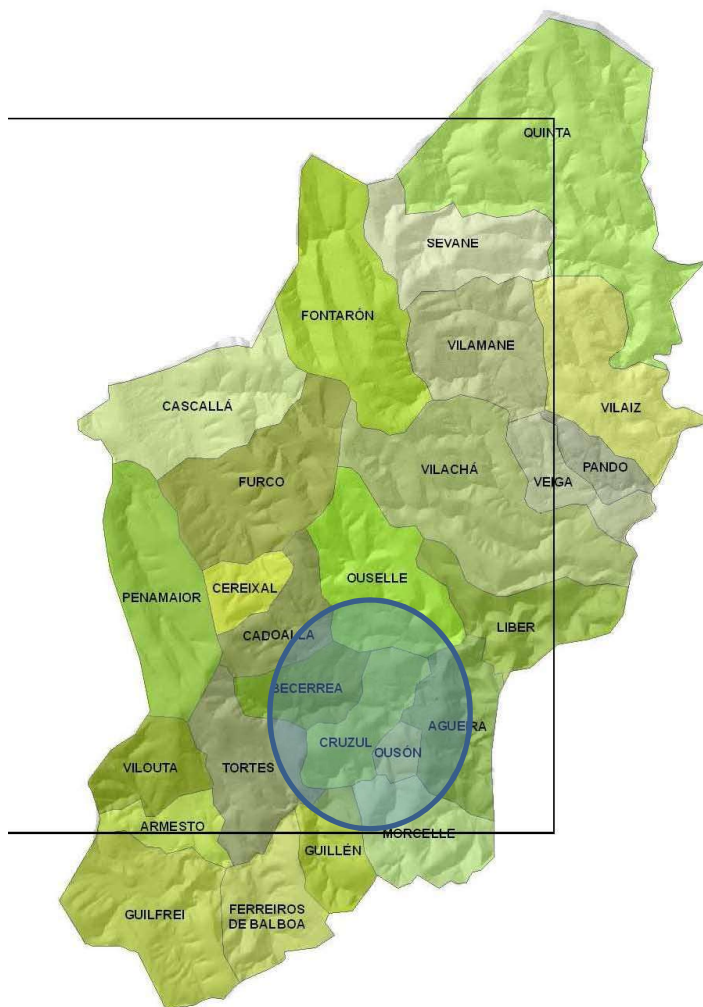 QUINTA
SEVANE
FONTARÓN
VILAMANE
CASCALLÁ
VILAIZ
FURCO
VILACHÁ
VEIGA
PANDO
PENAMAIOR
CEREIXAL
OUSELLE
CADOALLA
LIBER
BECERREA
AGUEIRA
CRUZUL
OUSÓN
VILOUTA
TORTES
ARMESTO
MORCELLE
GUILLÉN
GUILFREI
FERREIROS
DE BALBOA